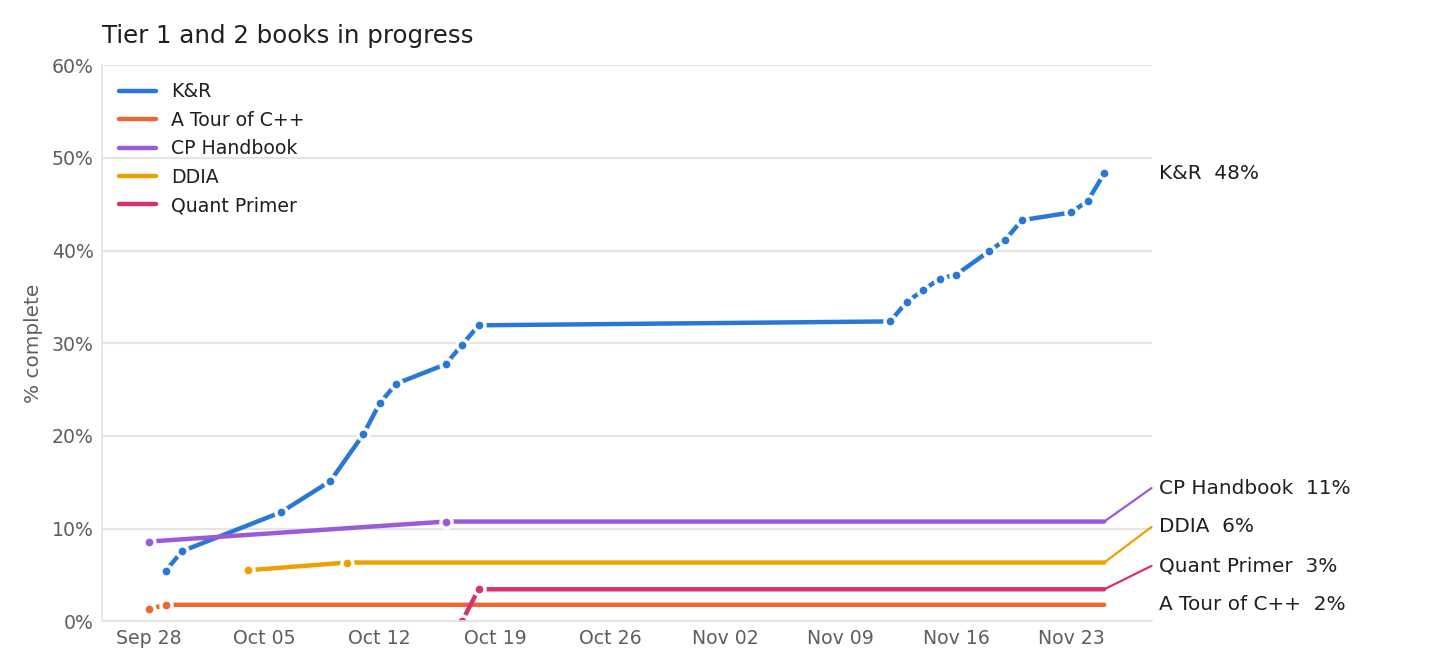 Tier 1 and 2 books in progress
60%
50%
40%
30%
20%
10%
0%
% complete
K&R
A Tour of C++
CP Handbook
DDIA
Quant Primer
K&R 48%
CP Handbook 11%
DDIA 6%
Quant Primer 3%
A Tour of C++ 2%
Sep 28 Oct 05 Oct 12 Oct 19 Oct 26 Nov 02 Nov 09 Nov 16 Nov 23